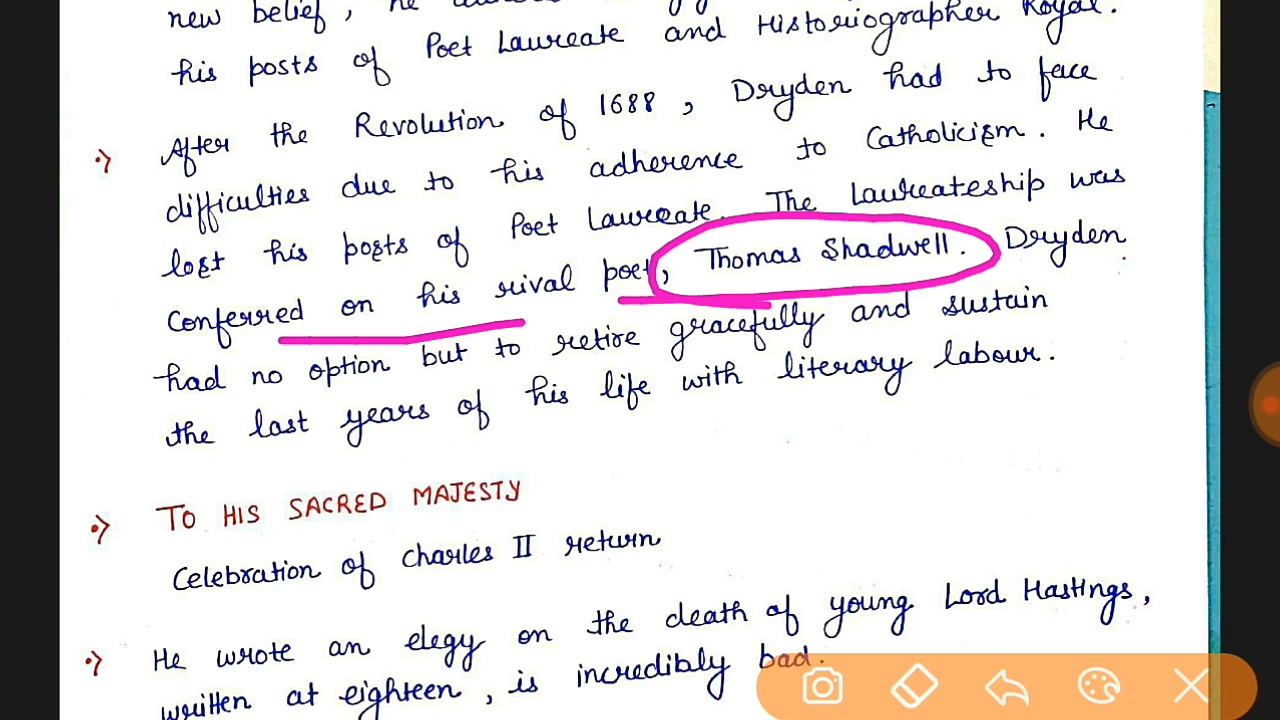 new belief, he
his posts of Poet Laureate and Historiographer Royal.
After the Revolution of 1688, Dryden had to face
difficulties due to his adherence to Catholicism. He
lost his posts of Poet Laureate. The Laureateship was
Conferred on his rival poet, Thomas Shadwell. Dryden
had no option but to retire gracefully and sustain
the last years of his life with literary labour.
TO HIS SACRED MAJESTY
Celebration of Charles II return
He wrote an elegy on the death of young Lord Hastings,
written at eighteen, is incredibly bad.